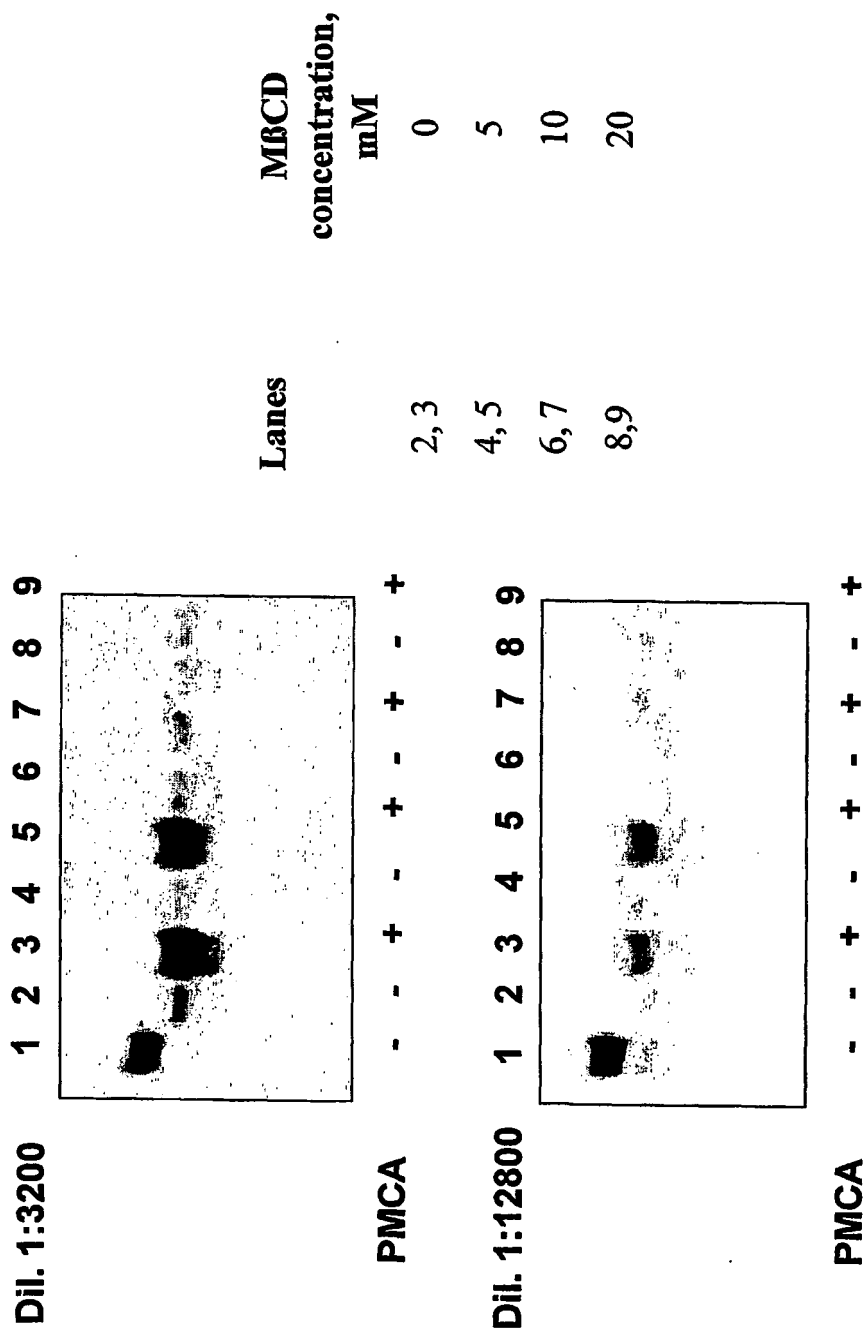 Dil. 1:3200
1 2 3 4 5 6 7 8 9
PMCA - - + - + - + - +
Dil. 1:12800
1 2 3 4 5 6 7 8 9
PMCA - - + - + - + - +
Lanes
MßCD
concentration,
mM
2, 3 0
4, 5 5
6, 7 10
8,9 20